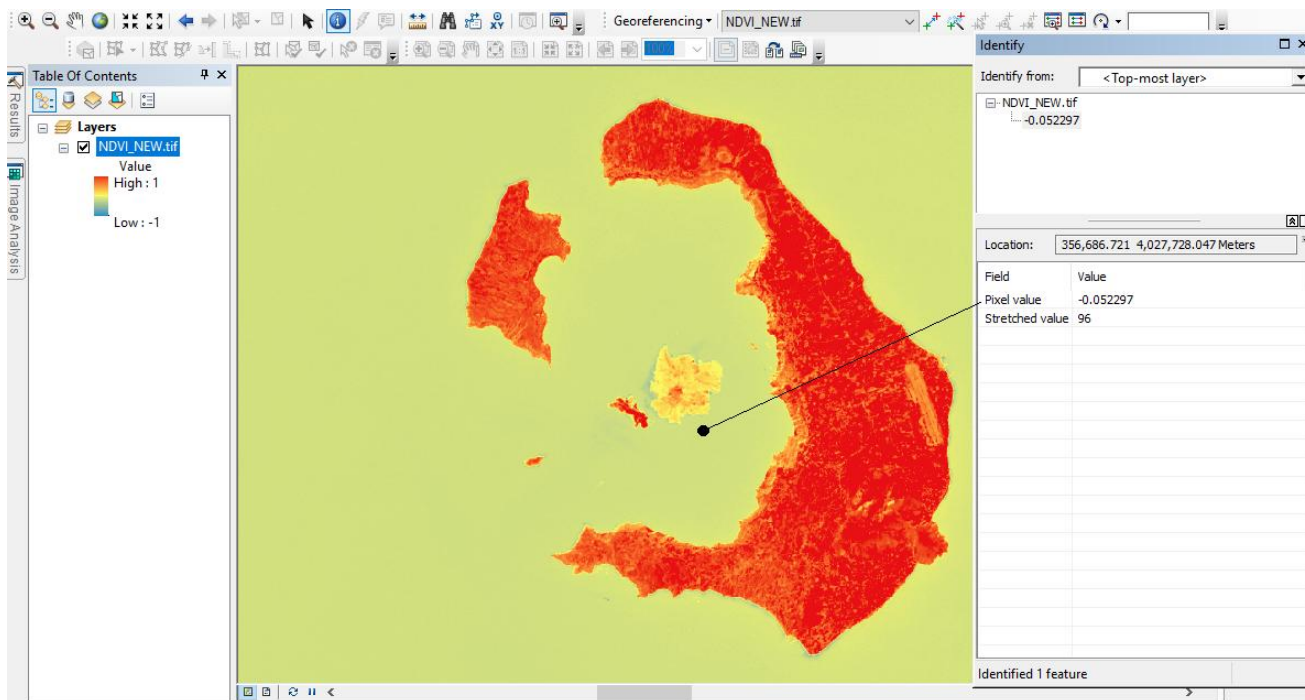 Georeferencing
NDVI_NEW.tif
Identify
Table Of Contents
Identify from:
<Top-most layer>
Results
Image Analysis
Layers
NDVI_NEW.tif
Value
High : 1
Low : -1
NDVI_NEW.tif
-0.052297
Location:
356,686.721 4,027,728.047 Meters
Field Value
Pixel value -0.052297
Stretched value 96
Identified 1 feature